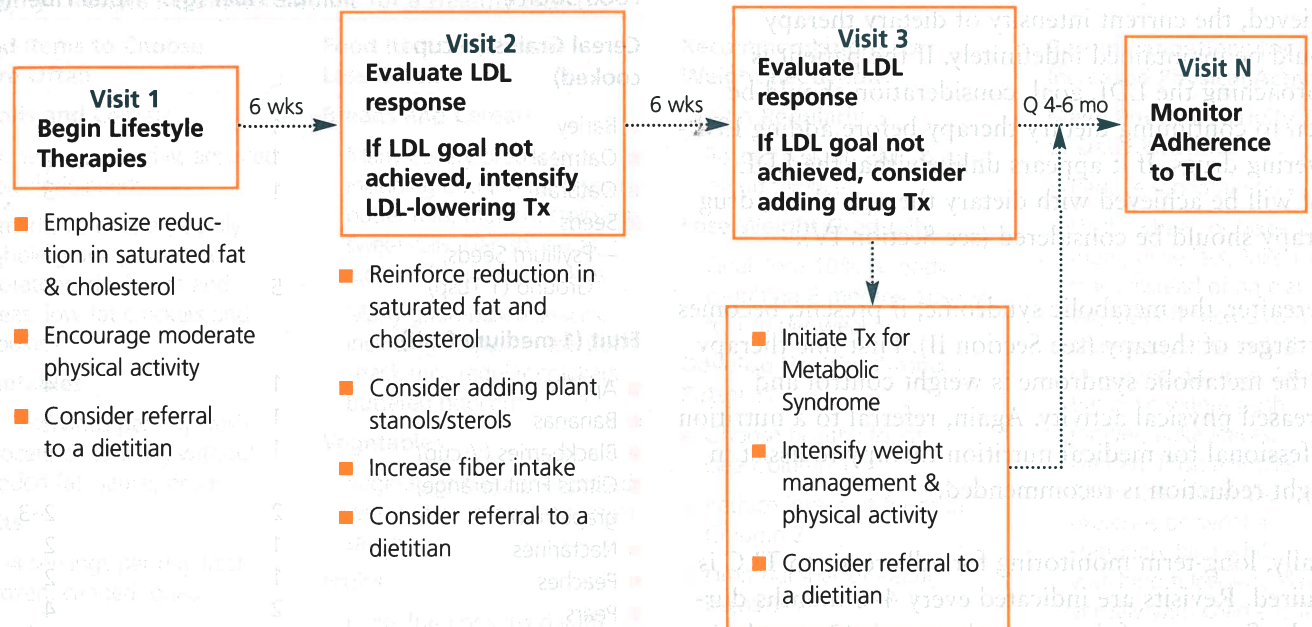 Visit 1
Begin Lifestyle
Therapies
6 wks
Emphasize reduc-
tion in saturated fat
& cholesterol
Encourage moderate
physical activity
Consider referral
to a dietitian
Visit 2
Evaluate LDL
response
If LDL goal not
achieved, intensify
LDL-lowering Tx
6 wks
Reinforce reduction in
saturated fat and
cholesterol
Consider adding plant
stanols/sterols
Increase fiber intake
Consider referral to a
dietitian
Visit 3
Evaluate LDL
response
If LDL goal not
achieved, consider
adding drug Tx
Q 4-6 mo
Initiate Tx for
Metabolic
Syndrome
Intensify weight
management &
physical activity
Consider referral to
a dietitian
Visit N
Monitor
Adherence
to TLC